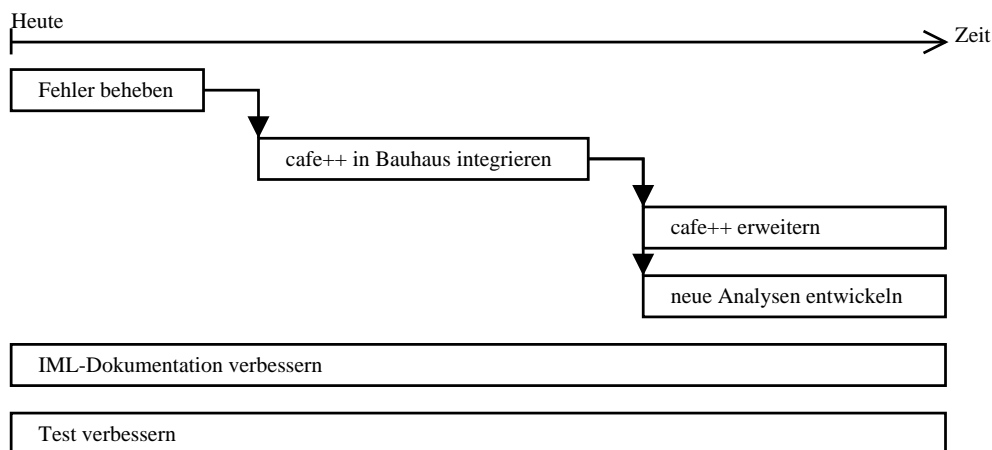 Heute
Zeit
Fehler beheben
cafe++ in Bauhaus integrieren
cafe++ erweitern
neue Analysen entwickeln
IML-Dokumentation verbessern
Test verbessern